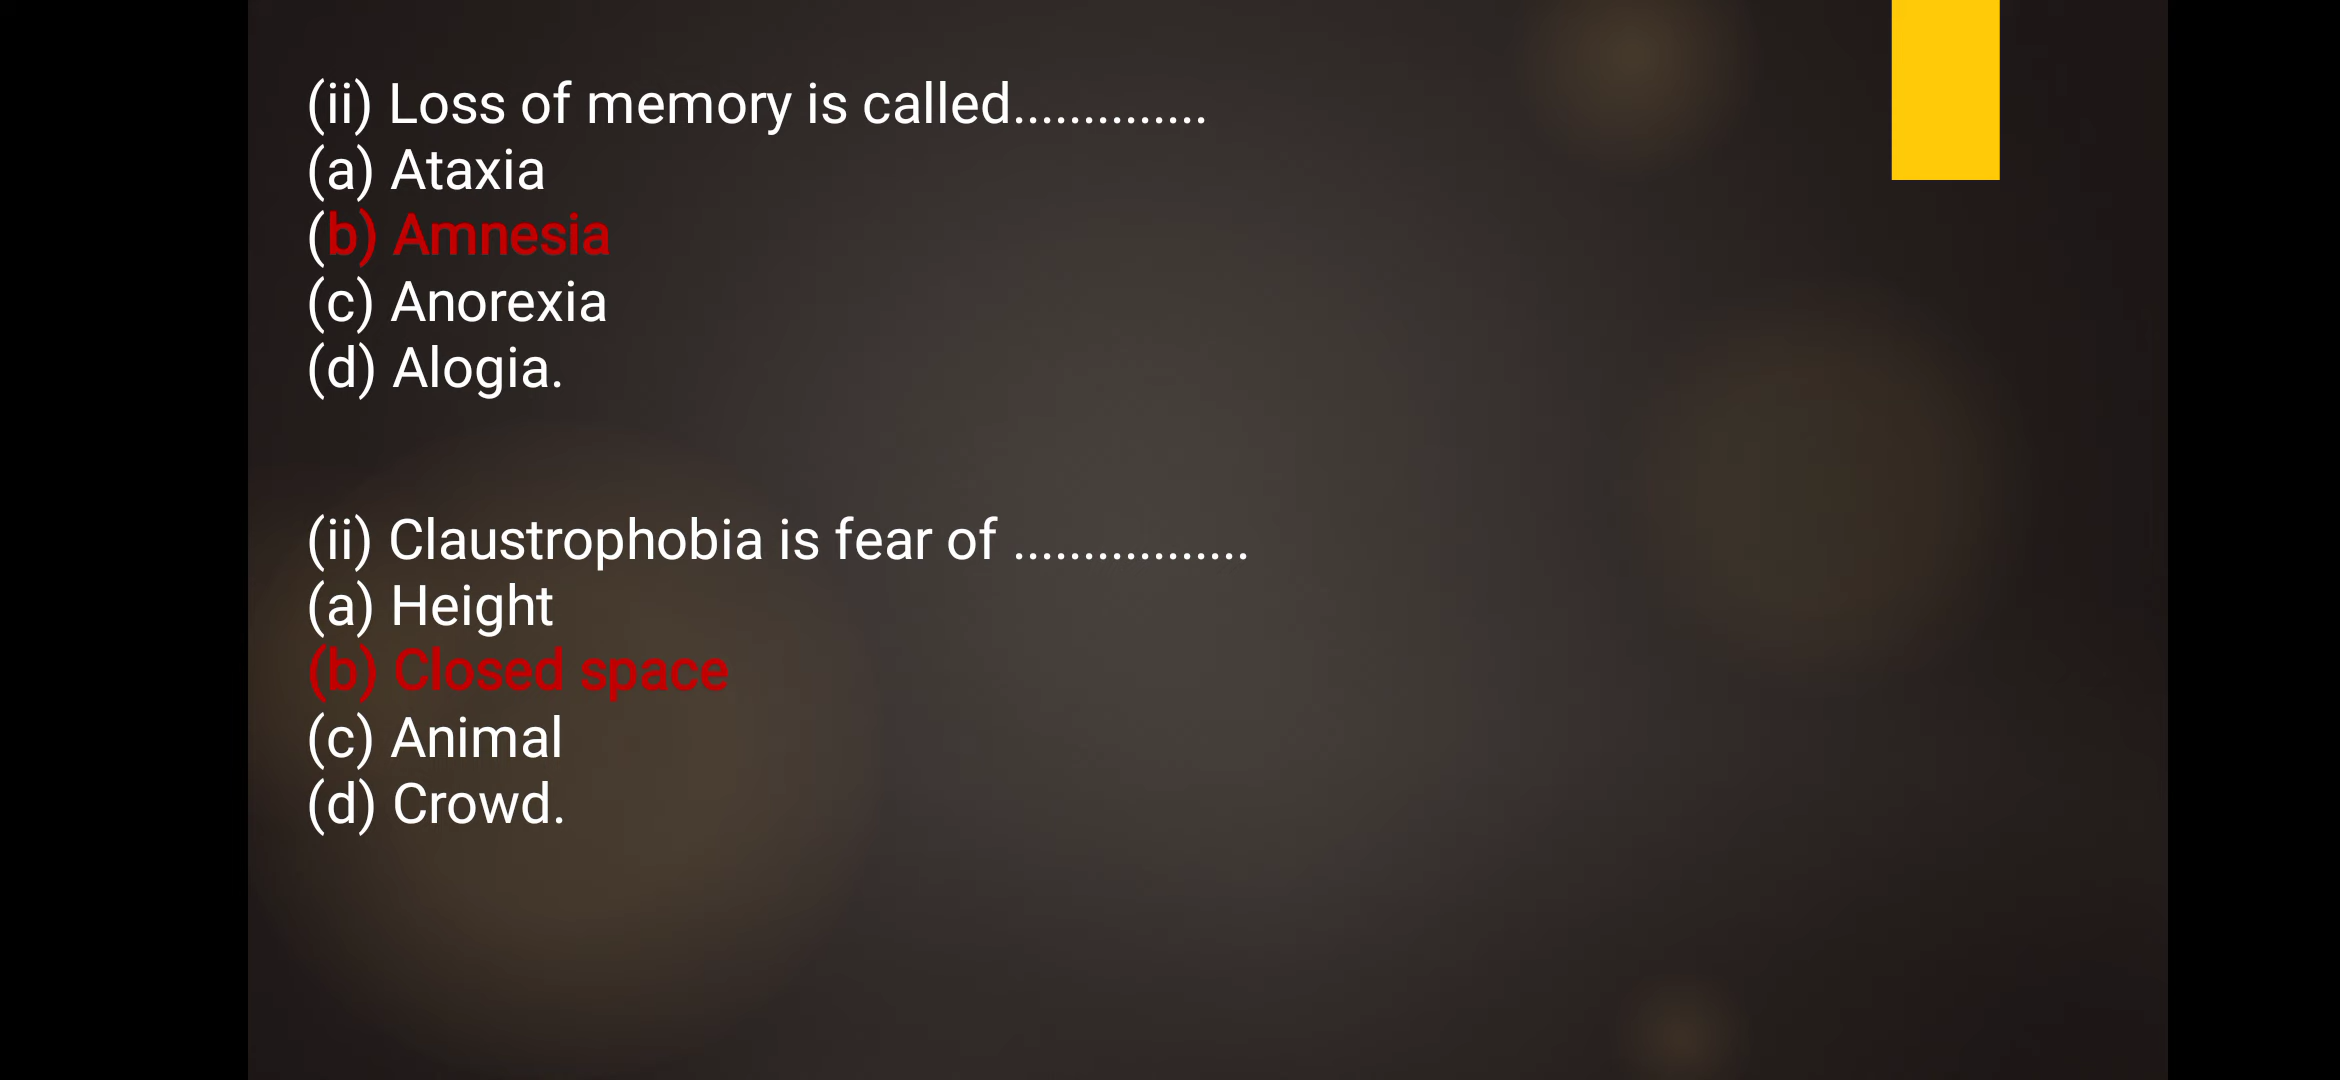 (ii) Loss of memory is called..............
(a) Ataxia
(b) Amnesia
(c) Anorexia
(d) Alogia.
(ii) Claustrophobia is fear of .................
(a) Height
(b) Closed space
(c) Animal
(d) Crowd.